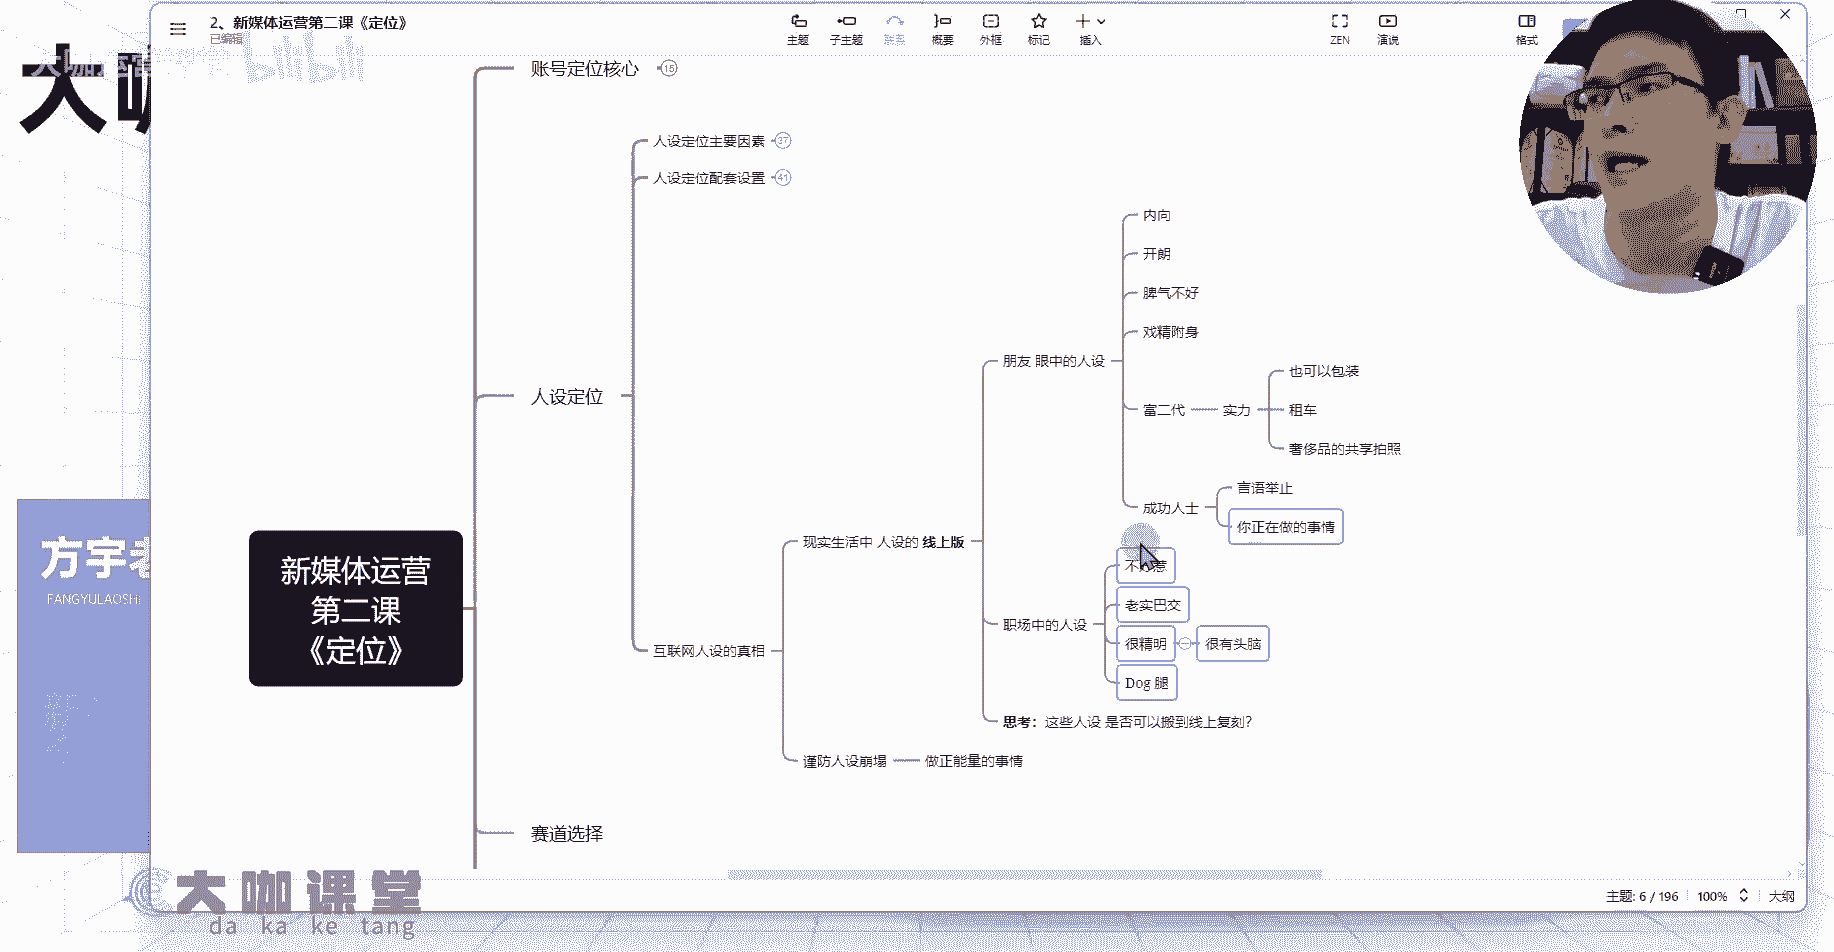 2、新媒体运营第二课《定位》
已编辑
主题
子主题
联系
概要
外框
标记
插入
ZEN
演说
格式
大咖
bilibili
账号定位核心
15
人设定位主要因素
37
人设定位配套设置
41
内向
开朗
脾气不好
戏精附身
朋友 眼中的人设
也可以包装
富二代
实力
租车
奢侈品的共享拍照
人设定位
言语举止
成功人士
你正在做的事情
现实生活中 人设的 线上版
老实巴交
职场中的人设
很精明
很有头脑
互联网人设的真相
Dog 腿
思考：这些人设 是否可以搬到线上复刻？
谨防人设崩塌
做正能量的事情
新媒体运营
第二课
《定位》
方宇老
FANGYULAOSHI
赛道选择
大咖课堂
da ka ke tang
主题: 6 / 196
100%
大纲